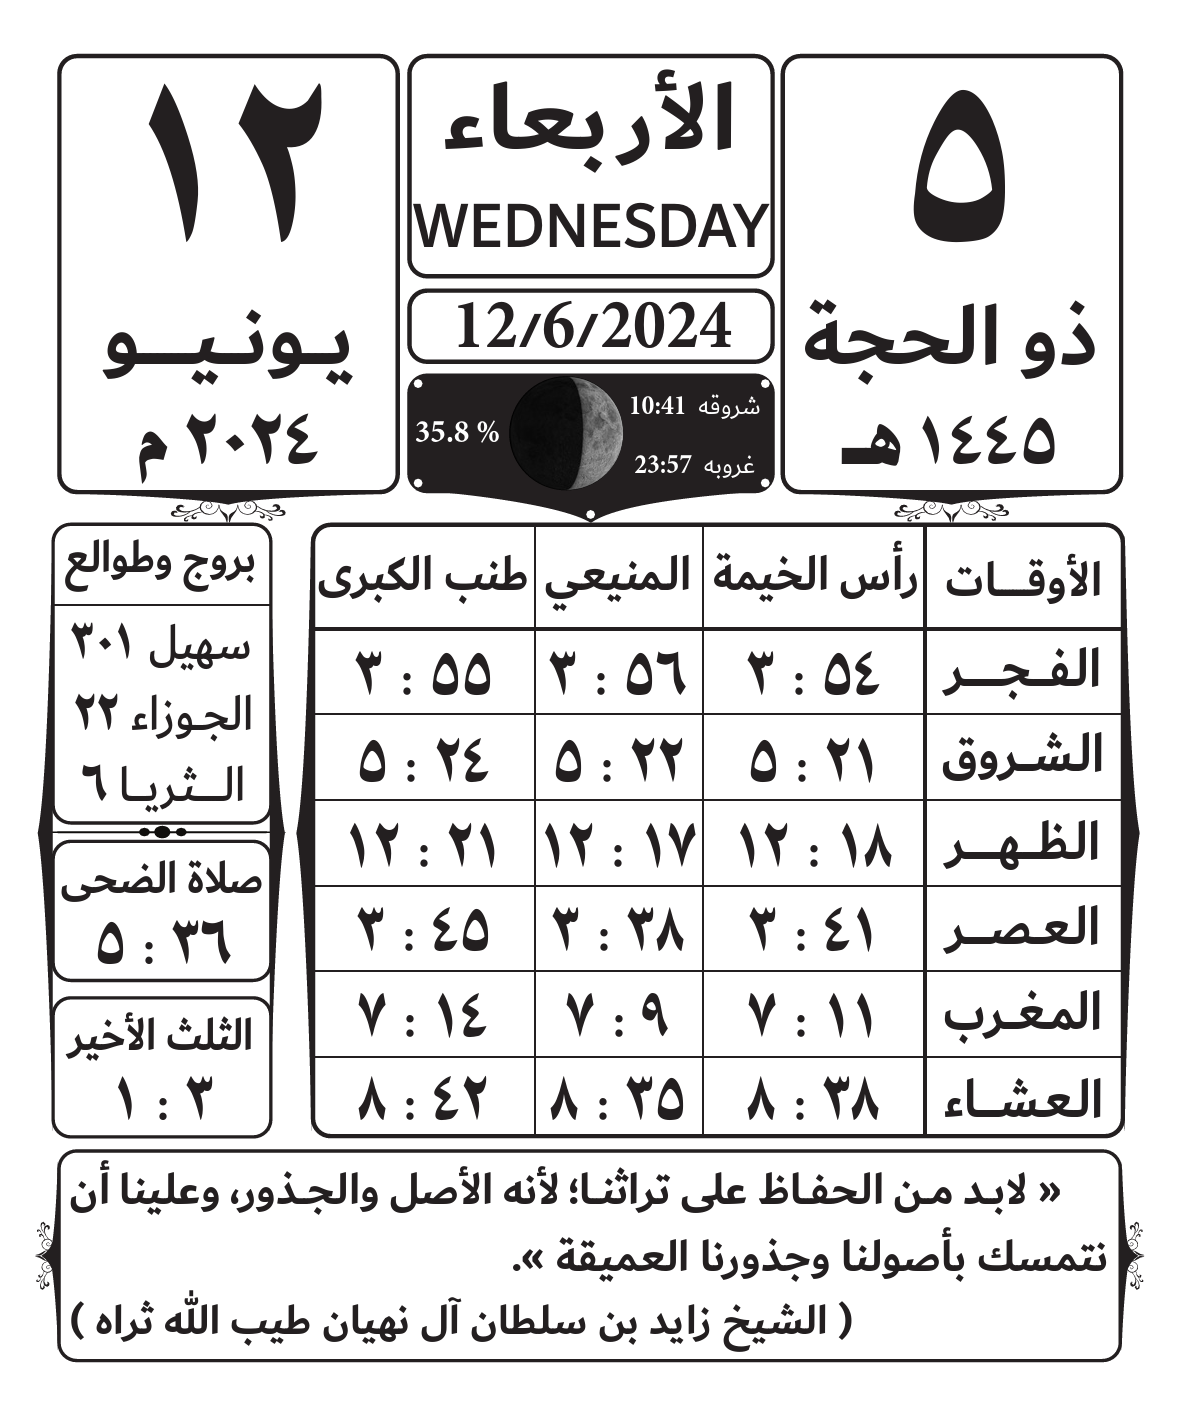 ٥
ذو الحجة
١٤٤٥ هـ
الأربعاء
WEDNESDAY
12/6/2024
شروقه 10:41
35.8 %
غروبه 23:57
١٢
يونيو
٢٠٢٤ م
الأوقات رأس الخيمة المنيعي طنب الكبرى
الفجر ٥٤ : ٣ ٥٦ : ٣ ٥٥ : ٣
الشروق ٢١ : ٥ ٢٢ : ٥ ٢٤ : ٥
الظهر ١٨ : ١٢ ١٧ : ١٢ ٢١ : ١٢
العصر ٤١ : ٣ ٣٨ : ٣ ٤٥ : ٣
المغرب ١١ : ٧ ٩ : ٧ ١٤ : ٧
العشاء ٣٨ : ٨ ٣٥ : ٨ ٤٢ : ٨
بروج وطوالع
سهيل ٣٠١
الجوزاء ٢٢
الثريا ٦
صلاة الضحى
٣٦ : ٥
الثلث الأخير
٣ : ١
« لابد من الحفاظ على تراثنا؛ لأنه الأصل والجذور، وعلينا أن
نتمسك بأصولنا وجذورنا العميقة ».
( الشيخ زايد بن سلطان آل نهيان طيب الله ثراه )